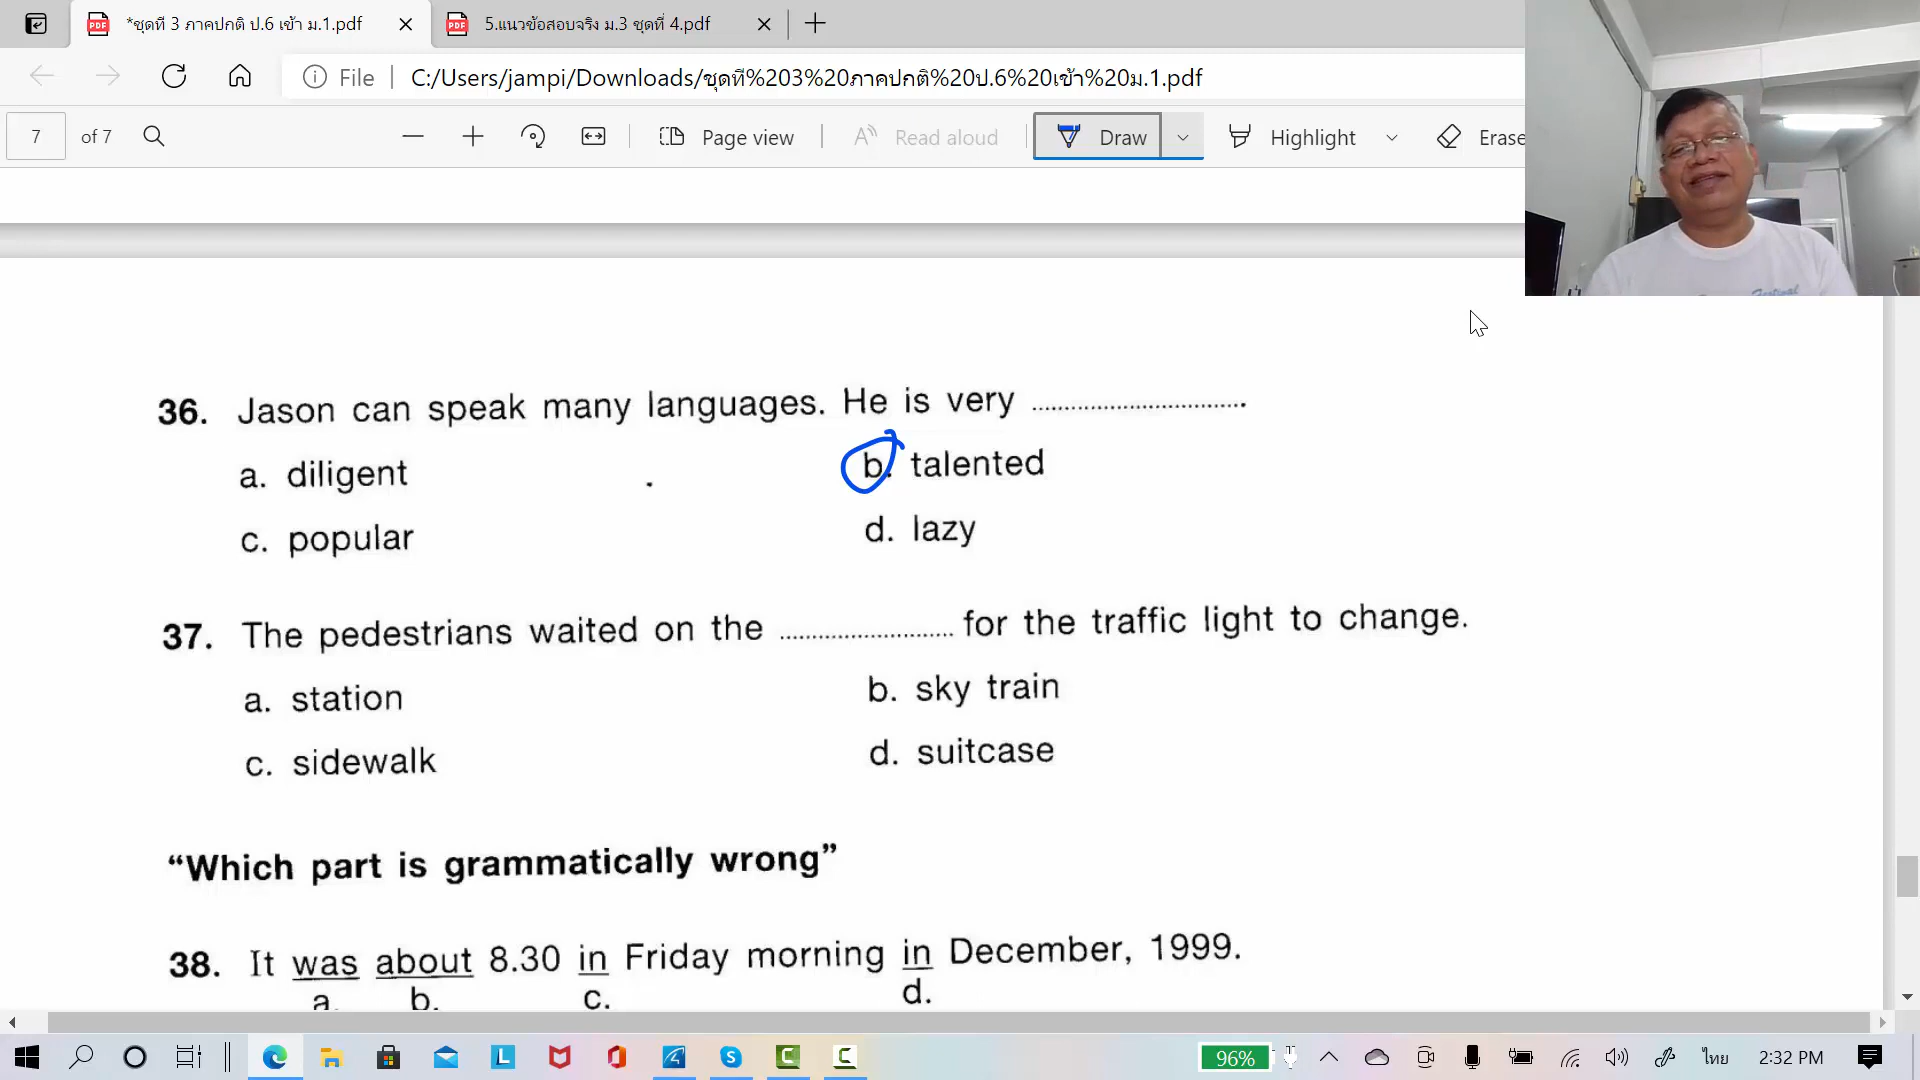 *ชุดที่ 3 ภาคปกติ ป.6 เข้า ม.1.pdf
5.แนวข้อสอบจริง ม.3 ชุดที่ 4.pdf
File C:/Users/jampi/Downloads/ชุดที่%203%20ภาคปกติ%20ป.6%20เข้า%20ม.1.pdf
7 of 7 Page view Read aloud Draw Highlight Erase
36. Jason can speak many languages. He is very ..............................
a. diligent b. talented
c. popular d. lazy
37. The pedestrians waited on the .......................... for the traffic light to change.
a. station b. sky train
c. sidewalk d. suitcase
“Which part is grammatically wrong”
38. It was about 8.30 in Friday morning in December, 1999.
a. b. c. d.
96% ไทย 2:32 PM